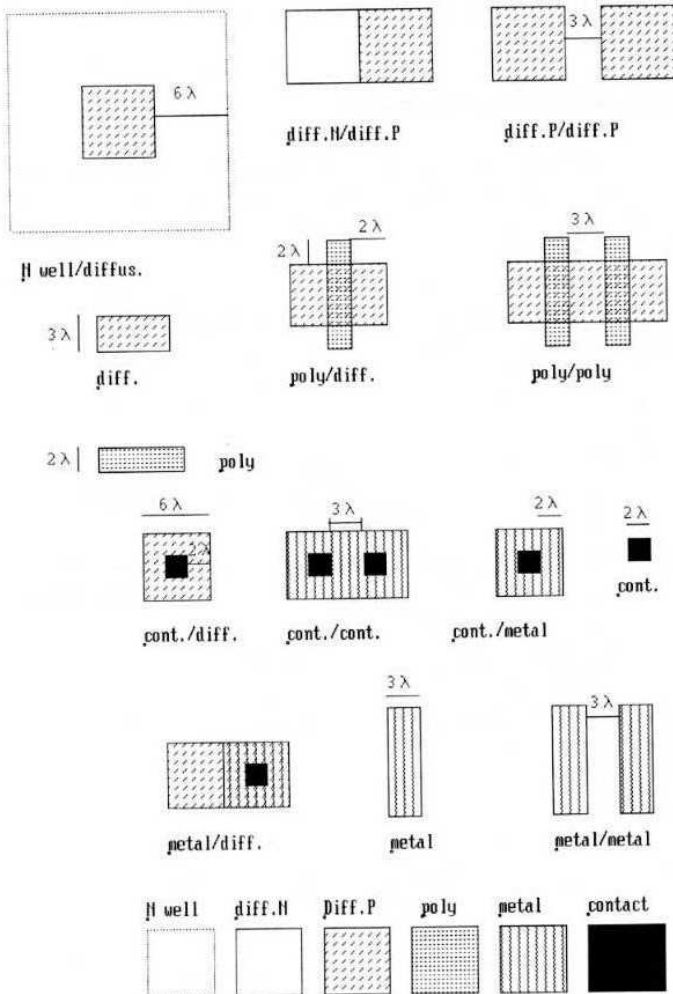 3 λ
6 λ
diff.N/diff.P
diff.P/diff.P
2 λ
3 λ
2 λ
N well/diffus.
3 λ
diff.
poly/diff.
poly/poly
2 λ
poly
6 λ
3 λ
2 λ
2 λ
2 λ
cont.
cont./diff.
cont./cont.
cont./metal
3 λ
3 λ
metal/diff.
metal
metal/metal
N well
diff.N
Diff.P
poly
metal
contact